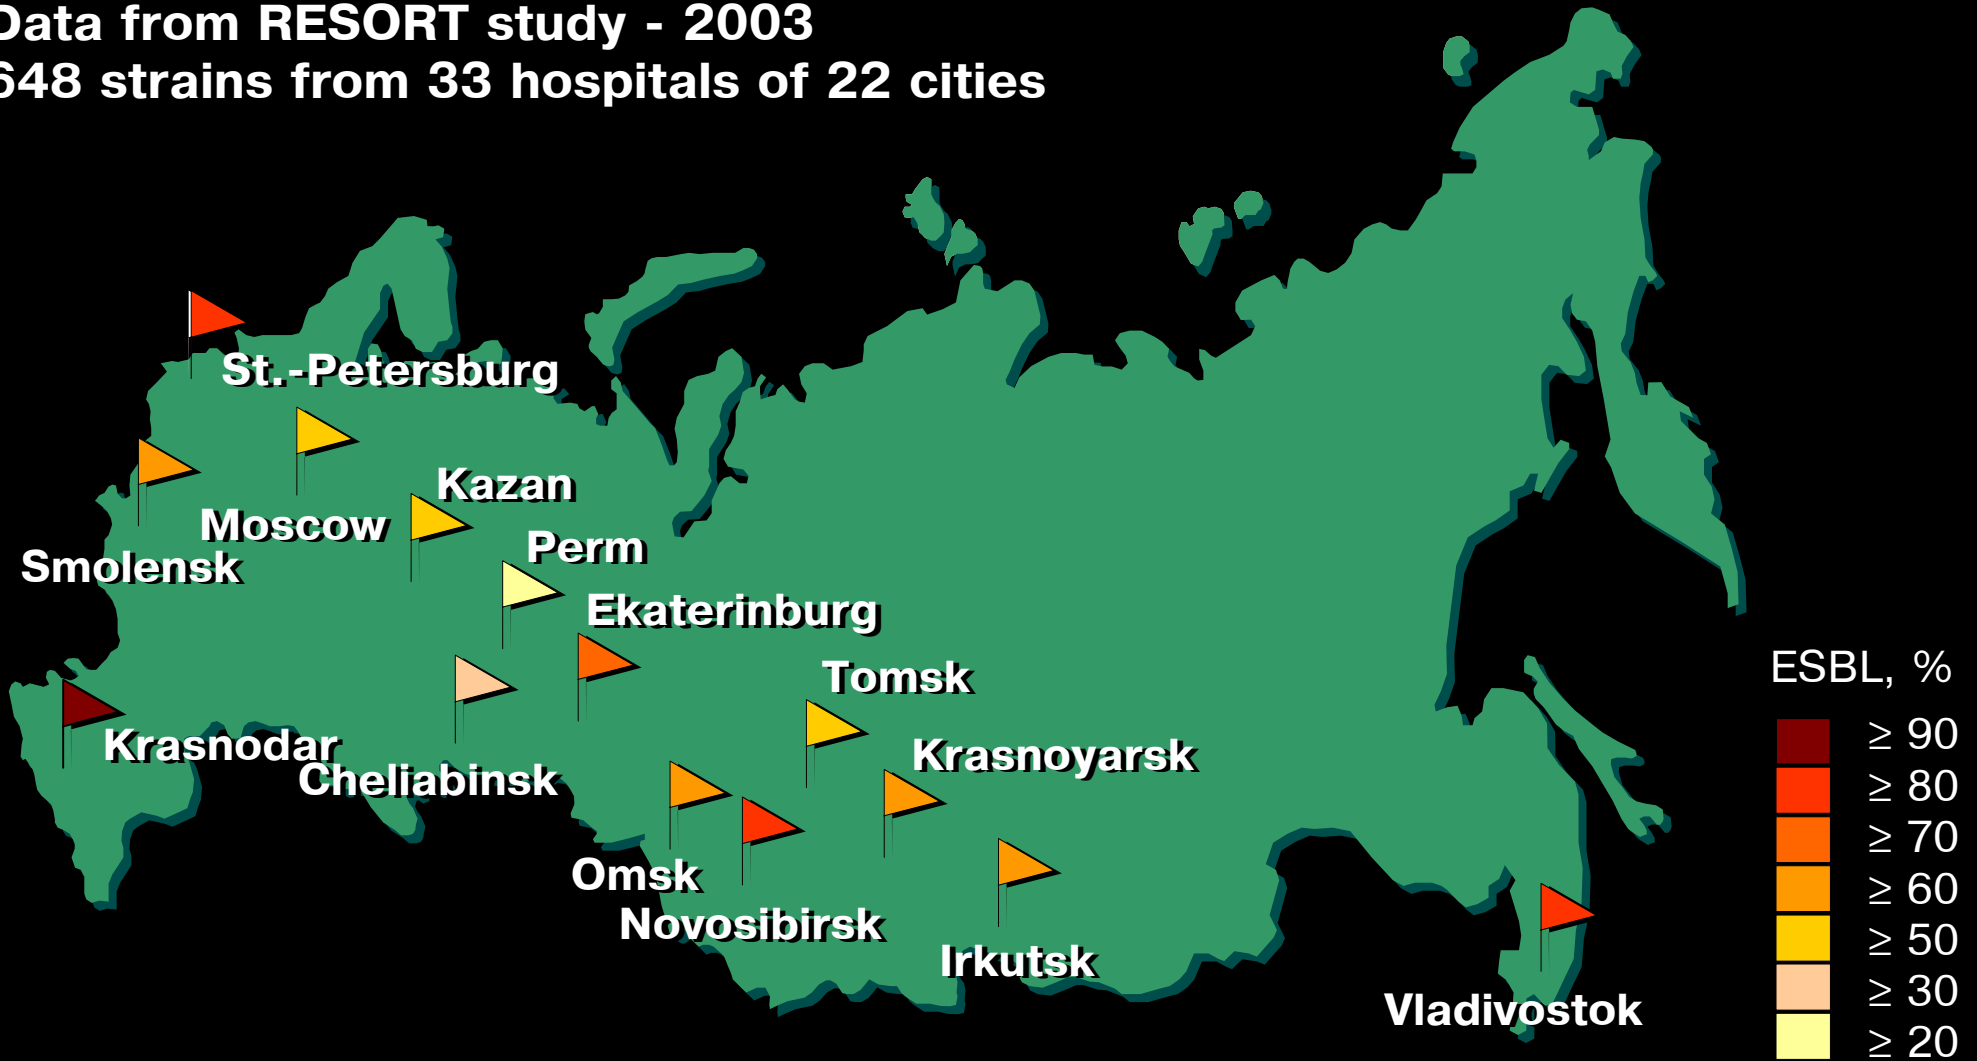 Data from RESORT study - 2003
648 strains from 33 hospitals of 22 cities
St.-Petersburg
Kazan
Moscow
Perm
Smolensk
Ekaterinburg
Tomsk
Krasnodar
Krasnoyarsk
Cheliabinsk
Omsk
Novosibirsk
Irkutsk
Vladivostok
ESBL, %
≥ 90
≥ 80
≥ 70
≥ 60
≥ 50
≥ 30
≥ 20